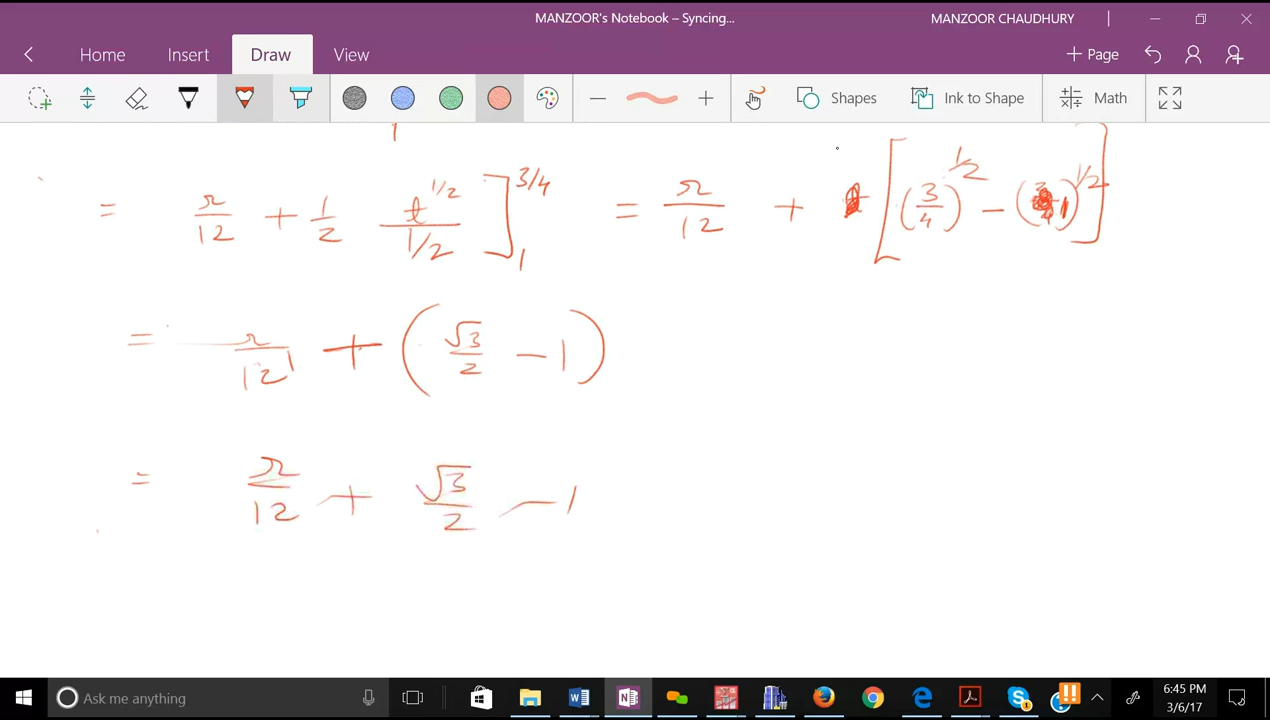 MANZOOR's Notebook – Syncing...
MANZOOR CHAUDHURY
Home Insert Draw View
Page
Shapes Ink to Shape Math
1
= π/12 + 1/2 t^1/2 / 1/2 ]_1^3/4 = π/12 + [ (3/4)^1/2 − (1)^1/2 ]
= π/12 + ( √3/2 − 1 )
= π/12 + √3/2 − 1
Ask me anything
6:45 PM
3/6/17